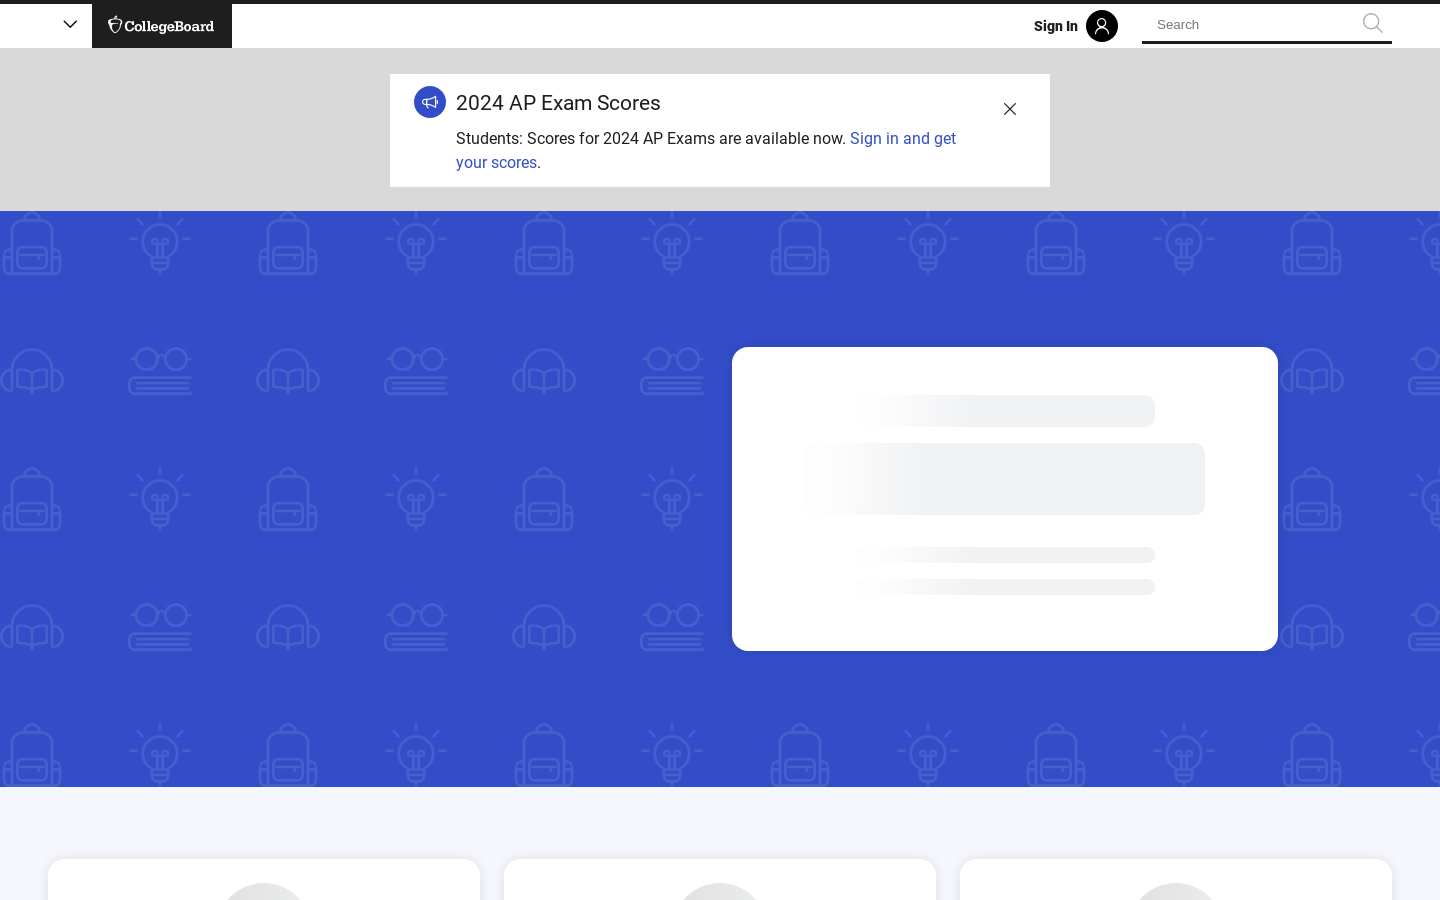 CollegeBoard
Sign In
Search
2024 AP Exam Scores
Students: Scores for 2024 AP Exams are available now. Sign in and get
your scores.